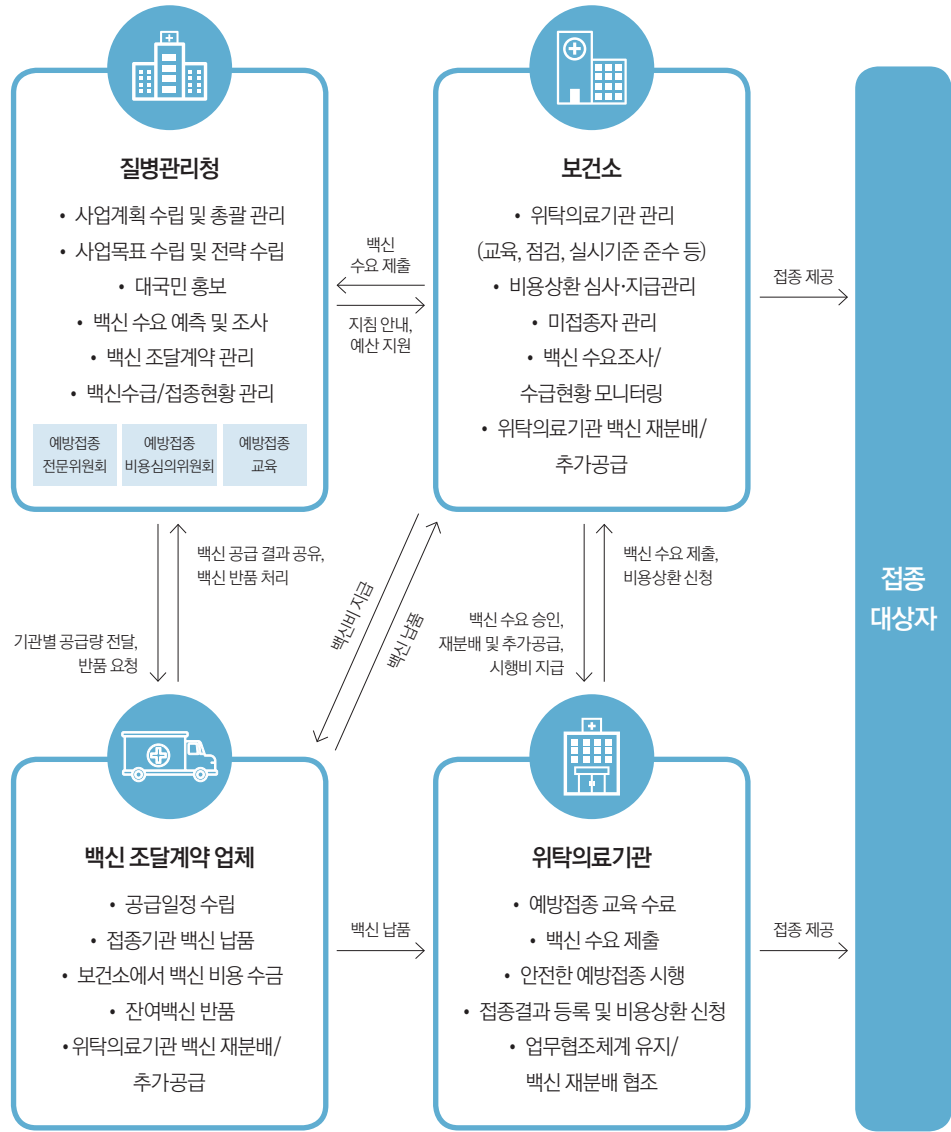 질병관리청
• 사업계획 수립 및 총괄 관리
• 사업목표 수립 및 전략 수립
• 대국민 홍보
• 백신 수요 예측 및 조사
• 백신 조달계약 관리
• 백신수급/접종현황 관리
예방접종
전문위원회
예방접종
비용심의위원회
예방접종
교육
백신
수요 제출
지침 안내,
예산 지원
보건소
• 위탁의료기관 관리
(교육, 점검, 실시기준 준수 등)
• 비용상환 심사·지급관리
• 미접종자 관리
• 백신 수요조사/
수급현황 모니터링
• 위탁의료기관 백신 재분배/
추가공급
접종 제공
접종
대상자
백신 공급 결과 공유,
백신 반품 처리
기관별 공급량 전달,
반품 요청
백신비 지급
백신 납품
백신 수요 제출,
비용상환 신청
백신 수요 승인,
재분배 및 추가공급,
시행비 지급
백신 조달계약 업체
• 공급일정 수립
• 접종기관 백신 납품
• 보건소에서 백신 비용 수금
• 잔여백신 반품
• 위탁의료기관 백신 재분배/
추가공급
백신 납품
위탁의료기관
• 예방접종 교육 수료
• 백신 수요 제출
• 안전한 예방접종 시행
• 접종결과 등록 및 비용상환 신청
• 업무협조체계 유지/
백신 재분배 협조
접종 제공